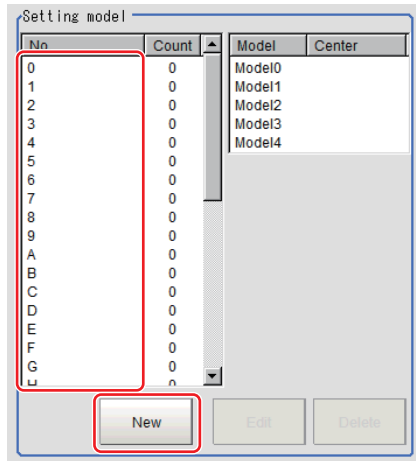 Setting model
No. Count Model Center
0 0 Model0
1 0 Model1
2 0 Model2
3 0 Model3
4 0 Model4
5 0
6 0
7 0
8 0
9 0
A 0
B 0
C 0
D 0
E 0
F 0
G 0
H 0
New Edit Delete